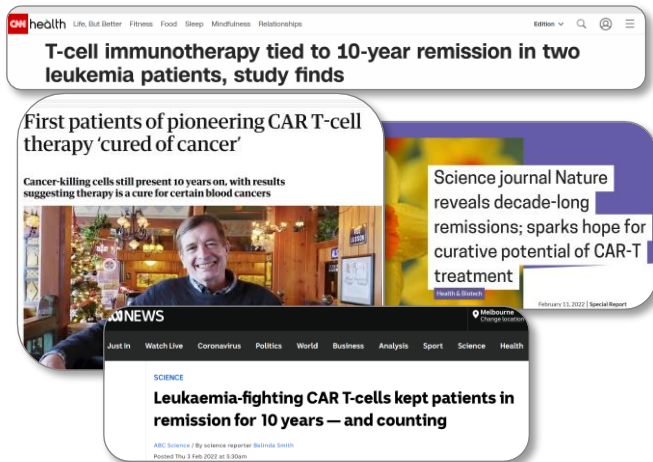 CNN health Life, But Better Fitness Food Sleep Mindfulness Relationships Edition
T-cell immunotherapy tied to 10-year remission in two
leukemia patients, study finds
First patients of pioneering CAR T-cell
therapy ‘cured of cancer’
Cancer-killing cells still present 10 years on, with results
suggesting therapy is a cure for certain blood cancers
Science journal Nature
reveals decade-long
remissions; sparks hope for
curative potential of CAR-T
treatment
Health & Biotech
February 11, 2022 | Special Report
NEWS
Melbourne
Change location
Just In Watch Live Coronavirus Politics World Business Analysis Sport Science Health
SCIENCE
Leukaemia-fighting CAR T-cells kept patients in
remission for 10 years — and counting
ABC Science / By science reporter Belinda Smith
Posted Thu 3 Feb 2022 at 5:30am